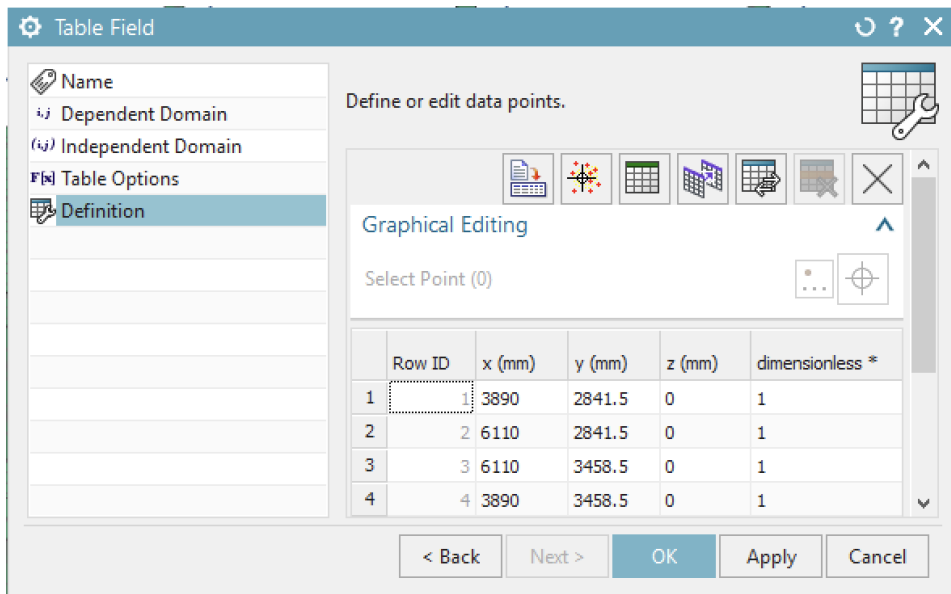 Table Field
?
Name
i,j Dependent Domain
(i,j) Independent Domain
F[x] Table Options
Definition
Define or edit data points.
Graphical Editing
Select Point (0)
Row ID x (mm) y (mm) z (mm) dimensionless *
1 1 3890 2841.5 0 1
2 2 6110 2841.5 0 1
3 3 6110 3458.5 0 1
4 4 3890 3458.5 0 1
< Back Next > OK Apply Cancel